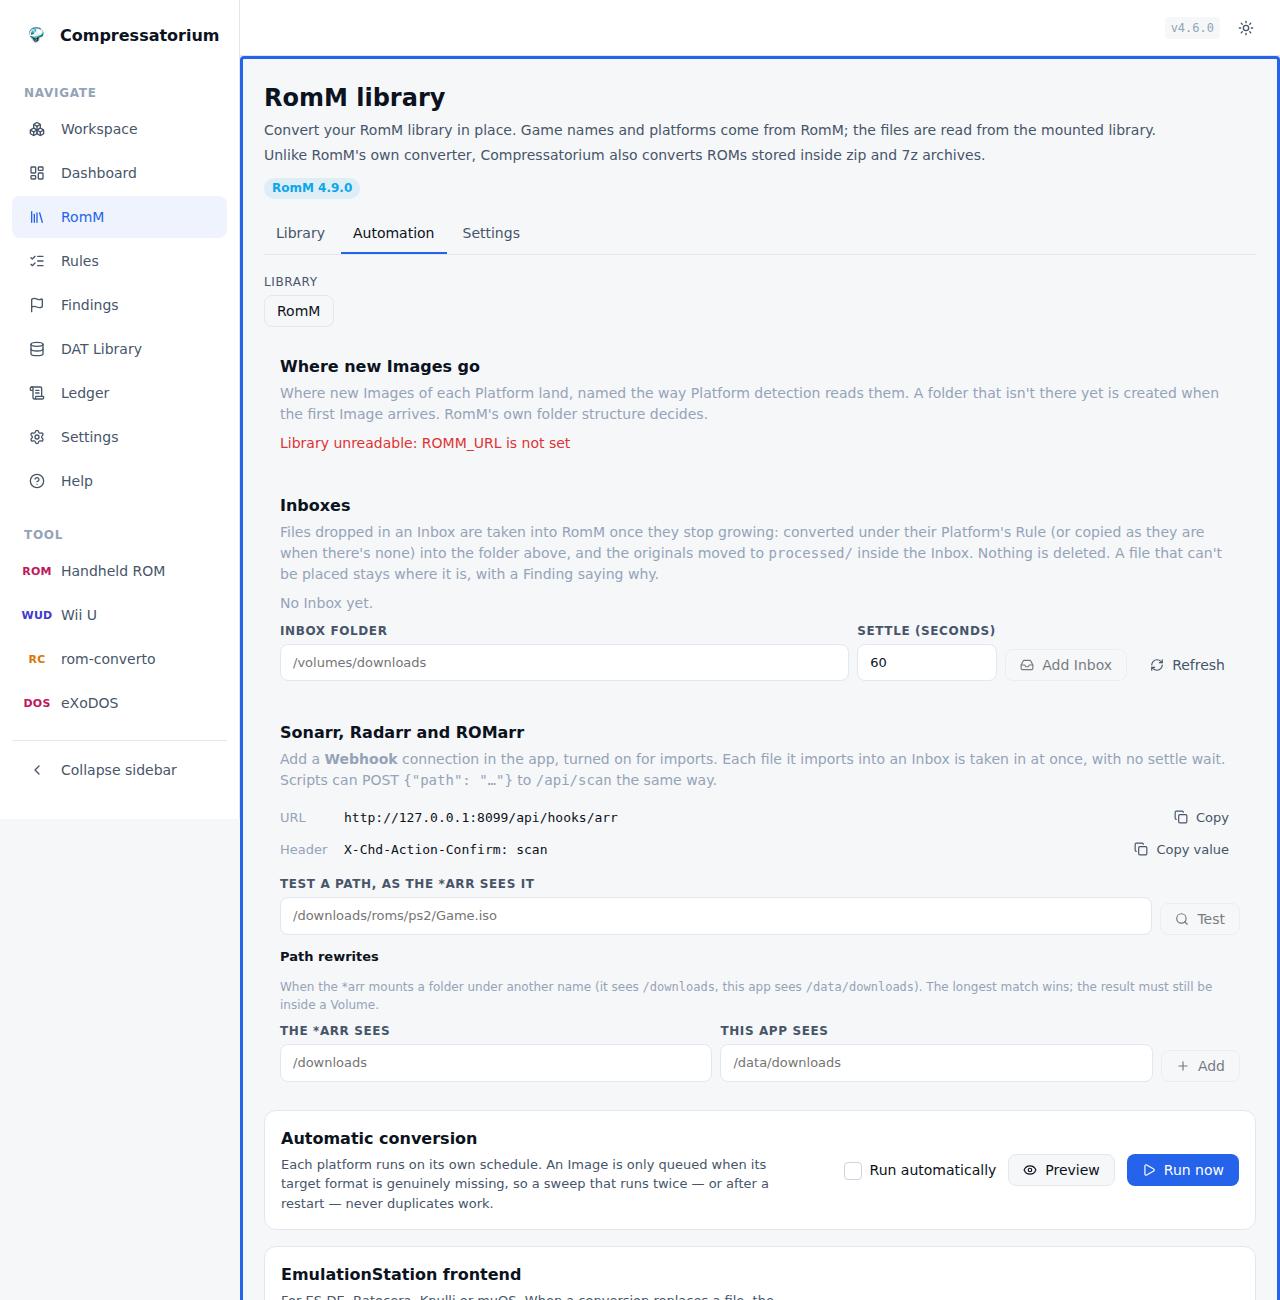 Compressatorium
v4.6.0
NAVIGATE
Workspace
Dashboard
RomM
Rules
Findings
DAT Library
Ledger
Settings
Help
TOOL
ROM Handheld ROM
WUD Wii U
RC rom-converto
DOS eXoDOS
Collapse sidebar
RomM library
Convert your RomM library in place. Game names and platforms come from RomM; the files are read from the mounted library.
Unlike RomM's own converter, Compressatorium also converts ROMs stored inside zip and 7z archives.
RomM 4.9.0
Library Automation Settings
LIBRARY
RomM
Where new Images go
Where new Images of each Platform land, named the way Platform detection reads them. A folder that isn't there yet is created when
the first Image arrives. RomM's own folder structure decides.
Library unreadable: ROMM_URL is not set
Inboxes
Files dropped in an Inbox are taken into RomM once they stop growing: converted under their Platform's Rule (or copied as they are
when there's none) into the folder above, and the originals moved to processed/ inside the Inbox. Nothing is deleted. A file that can't
be placed stays where it is, with a Finding saying why.
No Inbox yet.
INBOX FOLDER SETTLE (SECONDS)
/volumes/downloads 60 Add Inbox Refresh
Sonarr, Radarr and ROMarr
Add a Webhook connection in the app, turned on for imports. Each file it imports into an Inbox is taken in at once, with no settle wait.
Scripts can POST {"path": "…"} to /api/scan the same way.
URL http://127.0.0.1:8099/api/hooks/arr Copy
Header X-Chd-Action-Confirm: scan Copy value
TEST A PATH, AS THE *ARR SEES IT
/downloads/roms/ps2/Game.iso Test
Path rewrites
When the *arr mounts a folder under another name (it sees /downloads, this app sees /data/downloads). The longest match wins; the result must still be
inside a Volume.
THE *ARR SEES THIS APP SEES
/downloads /data/downloads Add
Automatic conversion
Each platform runs on its own schedule. An Image is only queued when its
target format is genuinely missing, so a sweep that runs twice — or after a
restart — never duplicates work.
Run automatically Preview Run now
EmulationStation frontend
For ES-DE, Batocera, Knulli or muOS. When a conversion replaces a file, the